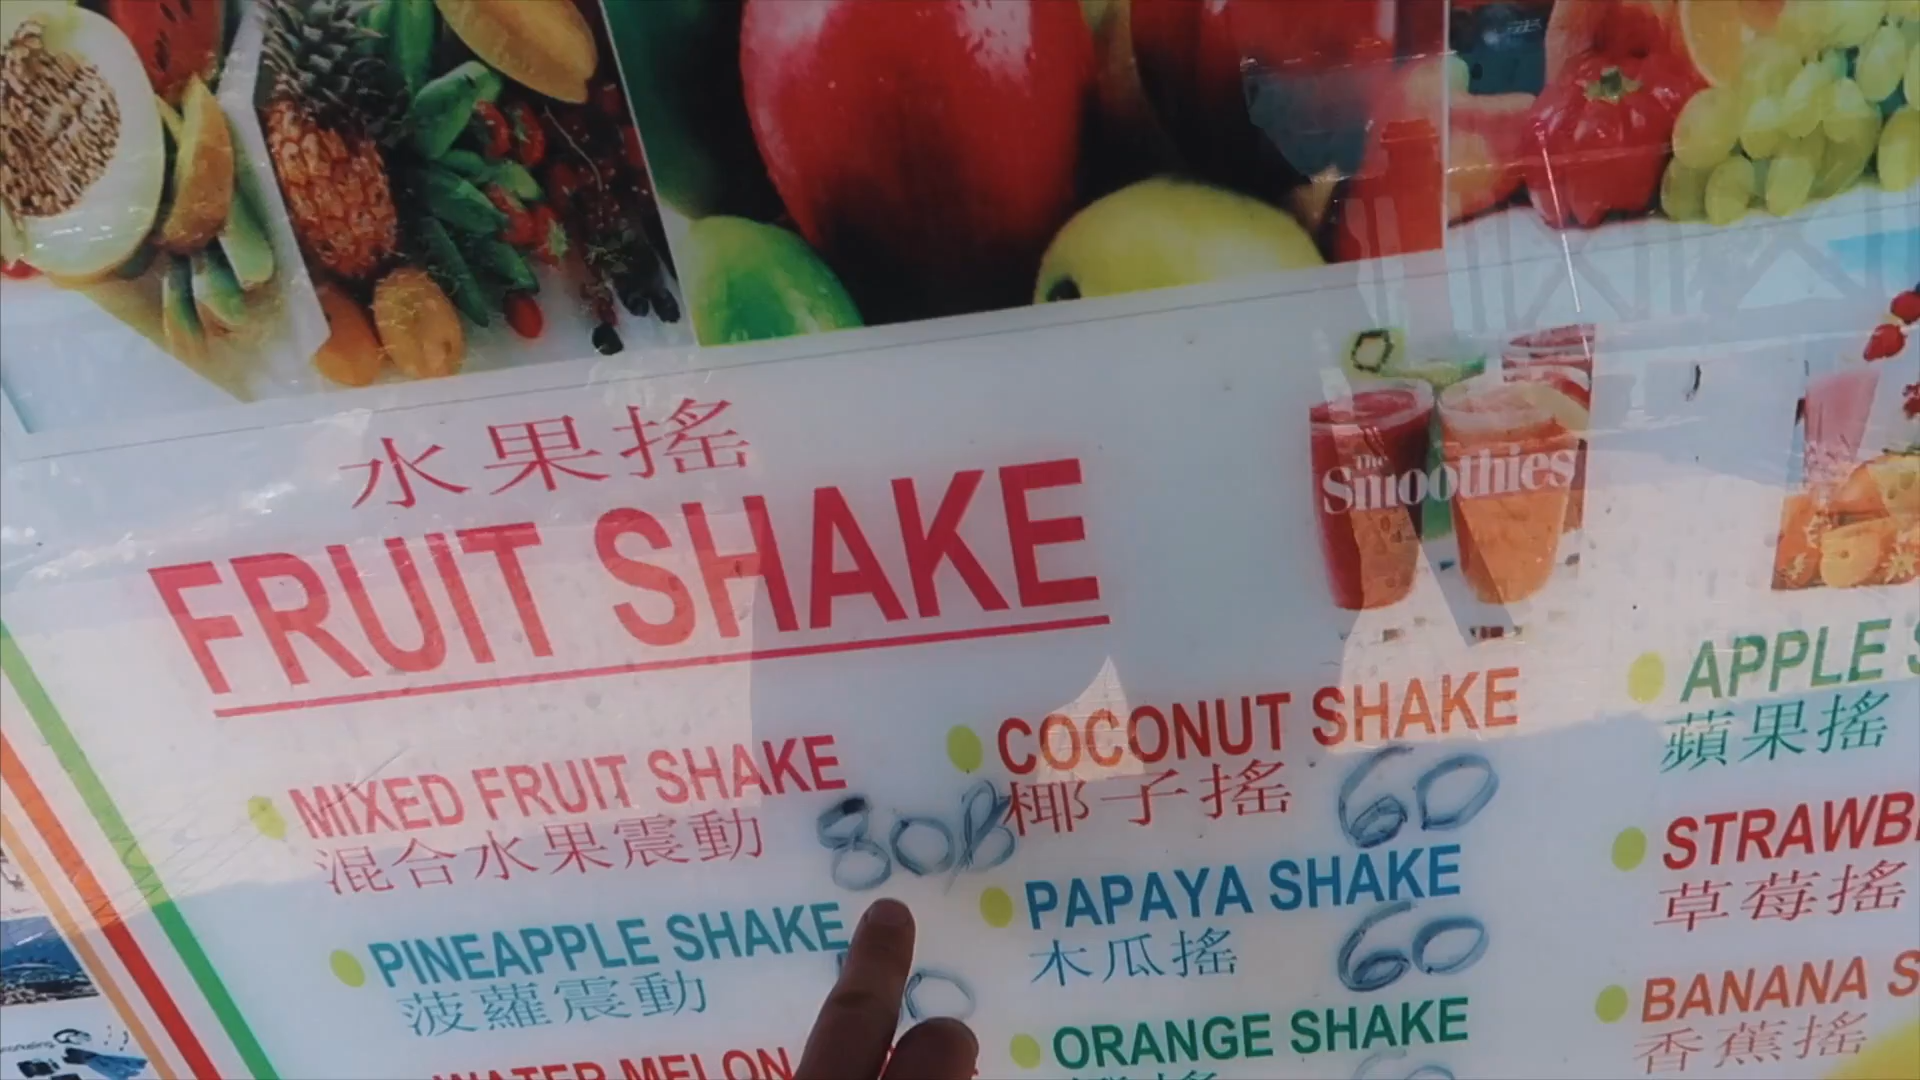 水果搖
FRUIT SHAKE
The
Smoothies
MIXED FRUIT SHAKE
混合水果震動
80B
PINEAPPLE SHAKE
菠蘿震動
WATER MELON
COCONUT SHAKE
椰子搖
60
PAPAYA SHAKE
木瓜搖
60
ORANGE SHAKE
APPLE
蘋果搖
STRAWB
草莓搖
BANANA S
香蕉搖